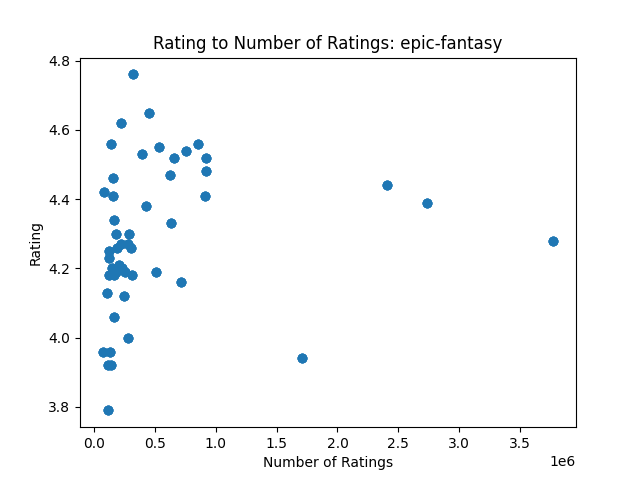 Rating to Number of Ratings: epic-fantasy
4.8
4.6
4.4
4.2
4.0
3.8
Rating
0.0 0.5 1.0 1.5 2.0 2.5 3.0 3.5
1e6
Number of Ratings